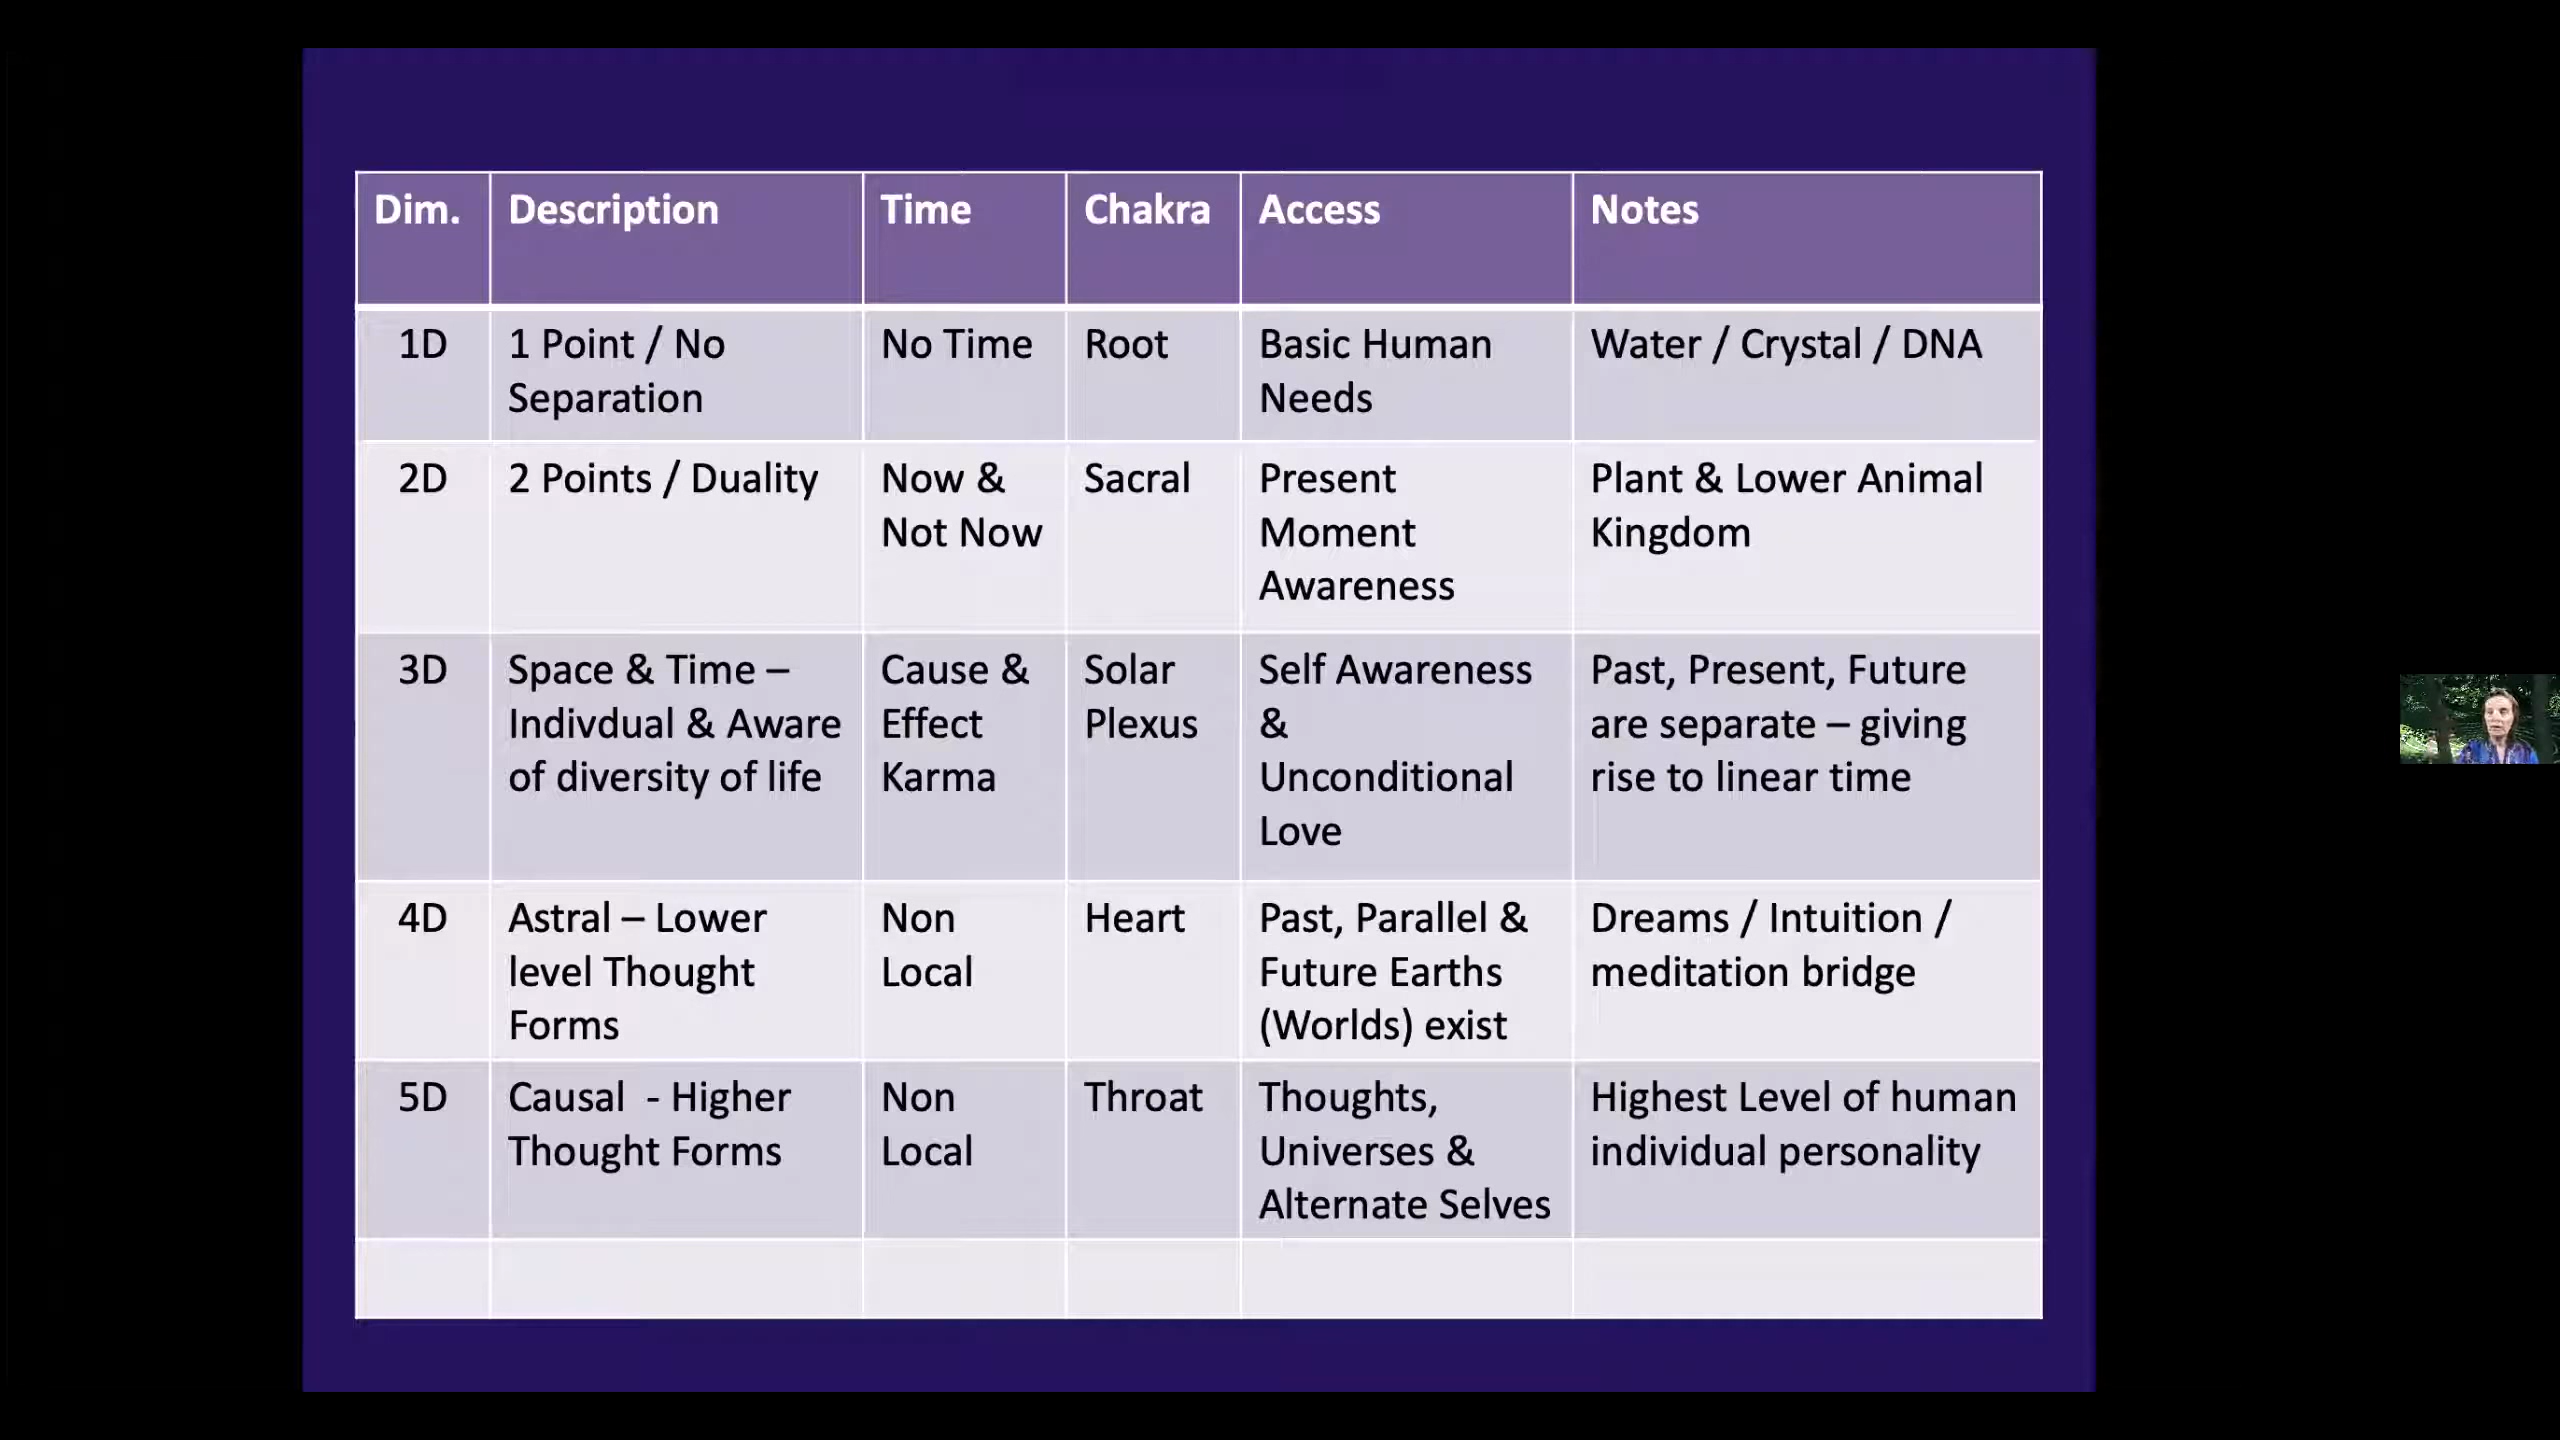 Dim. Description Time Chakra Access Notes
1D 1 Point / No No Time Root Basic Human Water / Crystal / DNA
Separation Needs
2D 2 Points / Duality Now & Sacral Present Plant & Lower Animal
Not Now Moment Kingdom
Awareness
3D Space & Time – Cause & Solar Self Awareness Past, Present, Future
Indivdual & Aware Effect Plexus & are separate – giving
of diversity of life Karma Unconditional rise to linear time
Love
4D Astral – Lower Non Heart Past, Parallel & Dreams / Intuition /
level Thought Local Future Earths meditation bridge
Forms (Worlds) exist
5D Causal - Higher Non Throat Thoughts, Highest Level of human
Thought Forms Local Universes & individual personality
Alternate Selves